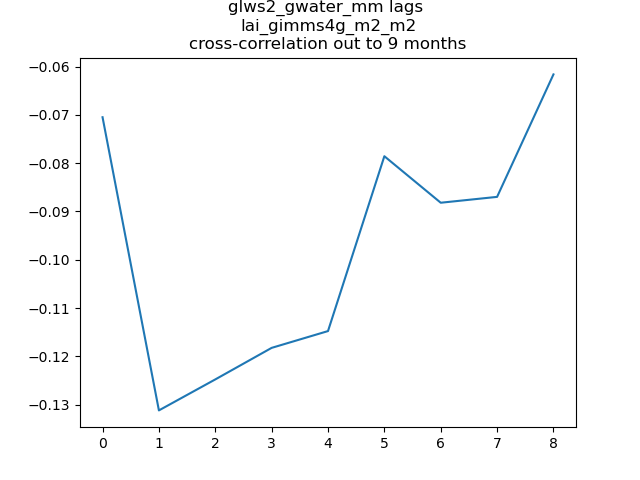 glws2_gwater_mm lags
lai_gimms4g_m2_m2
cross-correlation out to 9 months
−0.06
−0.07
−0.08
−0.09
−0.10
−0.11
−0.12
−0.13
0 1 2 3 4 5 6 7 8